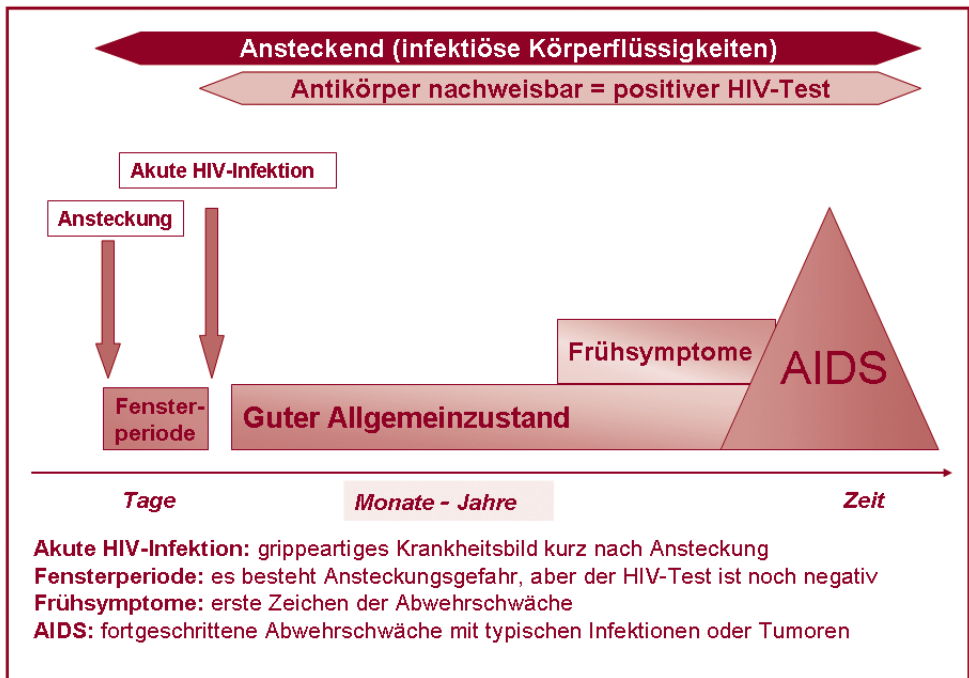 Ansteckend (infektiöse Körperflüssigkeiten)
Antikörper nachweisbar = positiver HIV-Test
Akute HIV-Infektion
Ansteckung
Frühsymptome
AIDS
Fenster-
periode
Guter Allgemeinzustand
Tage
Monate - Jahre
Zeit
Akute HIV-Infektion: grippeartiges Krankheitsbild kurz nach Ansteckung
Fensterperiode: es besteht Ansteckungsgefahr, aber der HIV-Test ist noch negativ
Frühsymptome: erste Zeichen der Abwehrschwäche
AIDS: fortgeschrittene Abwehrschwäche mit typischen Infektionen oder Tumoren